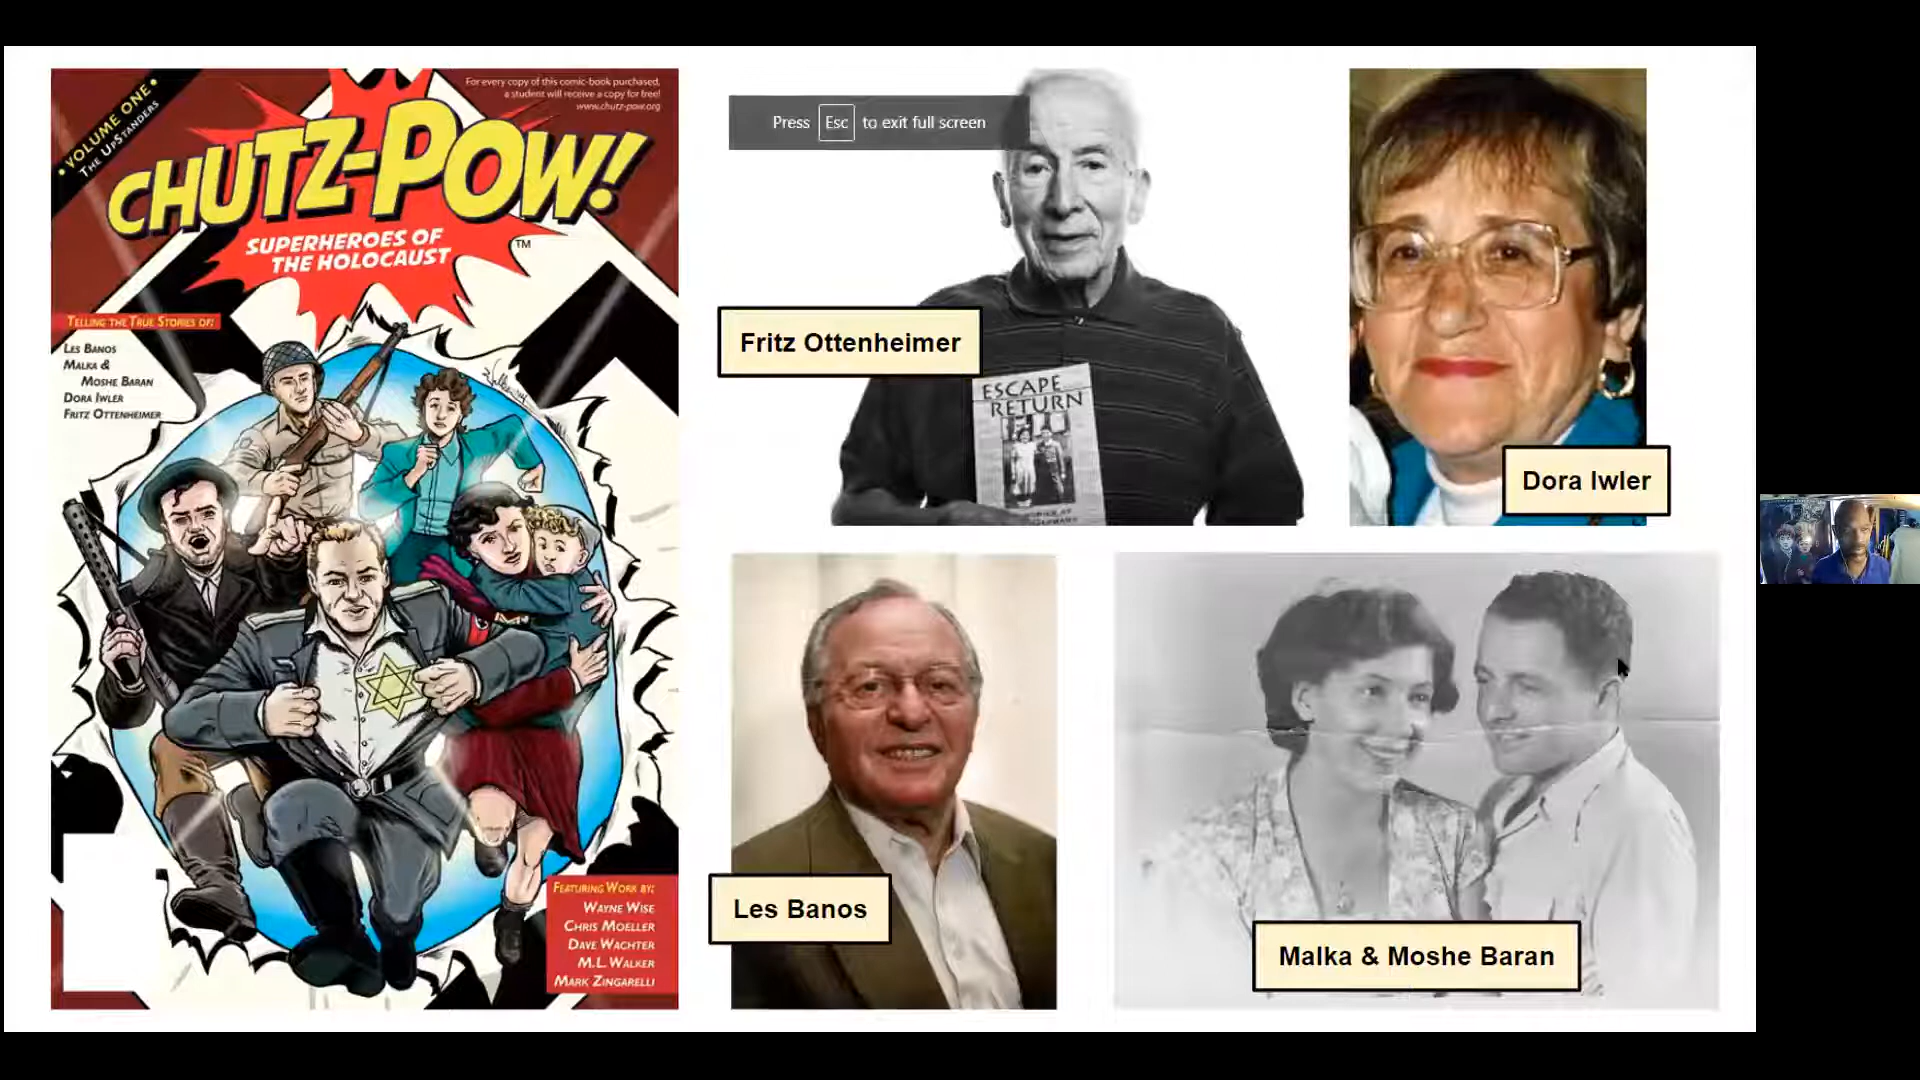 VOLUME ONE
THE UPSTANDERS
For every copy of this comic-book purchased,
a student will receive a copy for free!
www.chutz-pow.org
CHUTZ-POW!
SUPERHEROES OF
THE HOLOCAUST
TM
TELLING THE TRUE STORIES OF:
LES BANOS
MALKA &
MOSHE BARAN
DORA IWLER
FRITZ OTTENHEIMER
FEATURING WORK BY:
WAYNE WISE
CHRIS MOELLER
DAVE WACHTER
M.L. WALKER
MARK ZINGARELLI
Press Esc to exit full screen
Fritz Ottenheimer
ESCAPE
RETURN
Dora Iwler
Les Banos
Malka & Moshe Baran